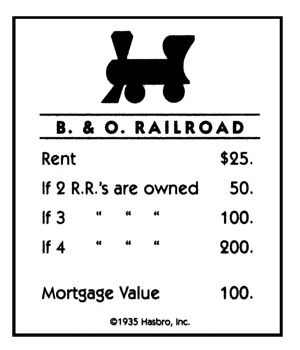 B. & O. RAILROAD
Rent $25.
If 2 R.R.'s are owned 50.
If 3 “ “ “ 100.
If 4 “ “ “ 200.
Mortgage Value 100.
©1935 Hasbro, Inc.